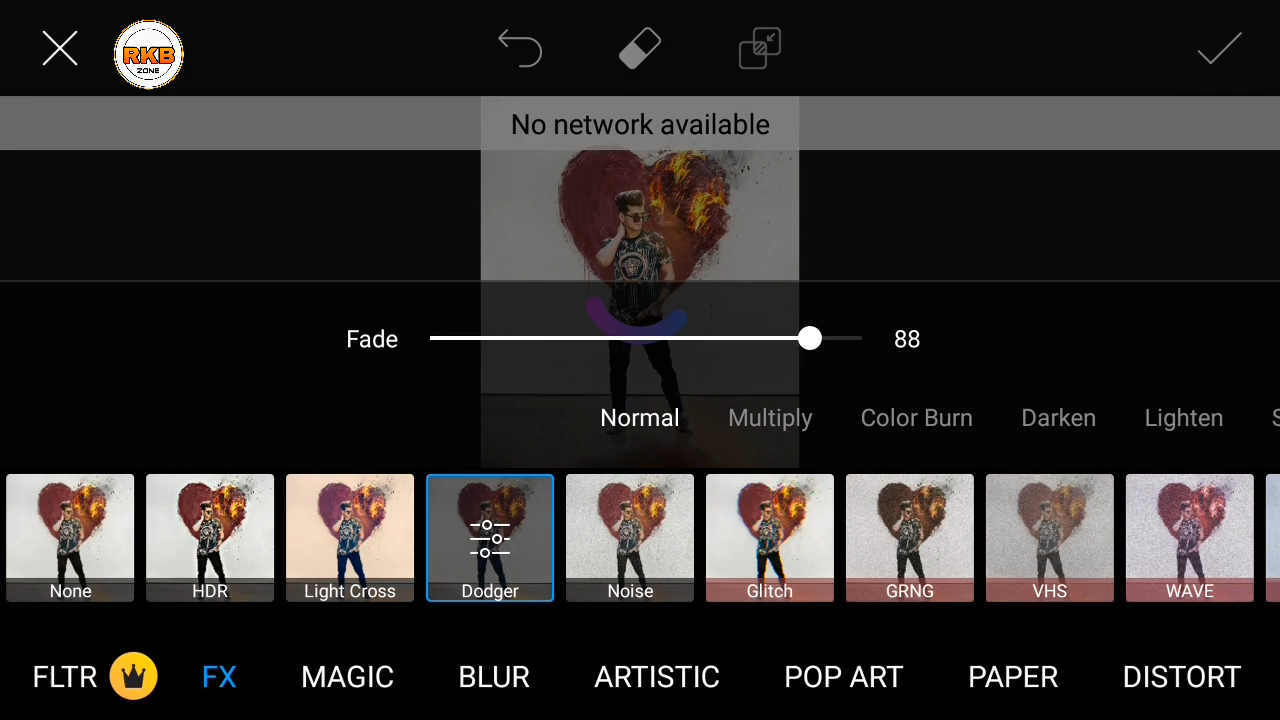 RKB
ZONE
No network available
Fade 88
Normal Multiply Color Burn Darken Lighten S
None HDR Light Cross Dodger Noise Glitch GRNG VHS WAVE
FLTR FX MAGIC BLUR ARTISTIC POP ART PAPER DISTORT